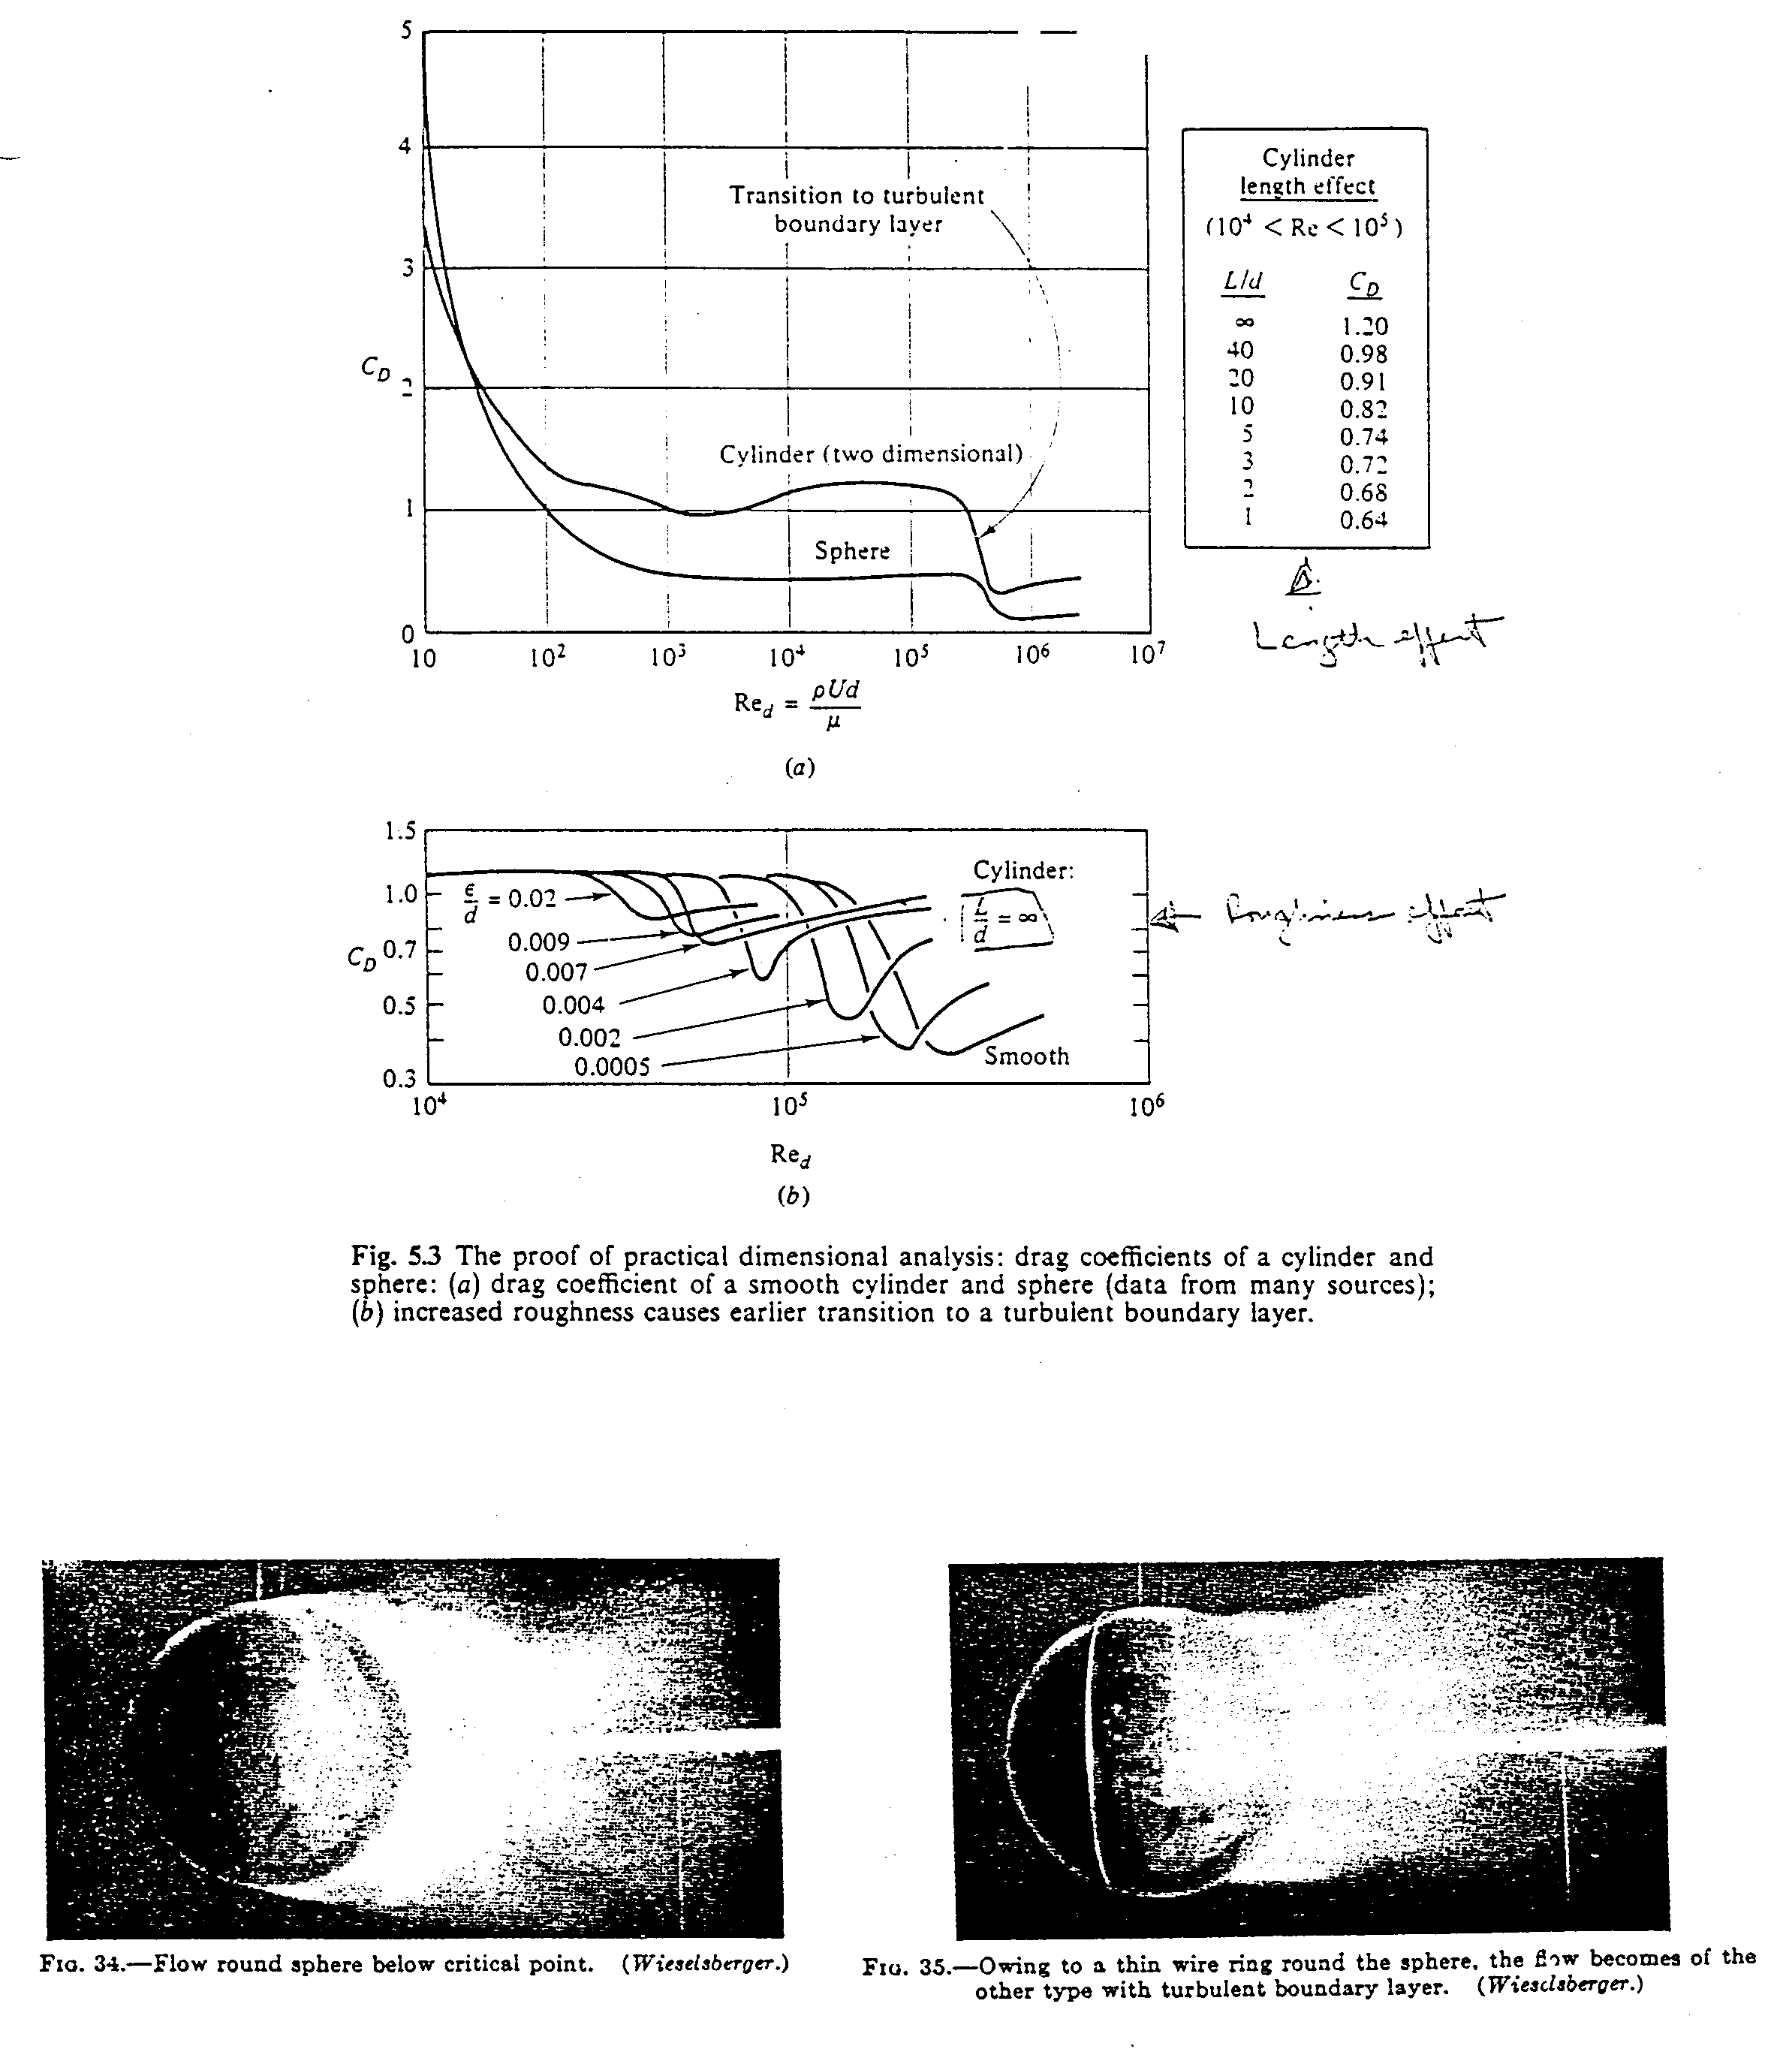 5
4
3
C_D 2
1
0
10 10² 10³ 10⁴ 10⁵ 10⁶ 10⁷
Transition to turbulent
boundary layer
Cylinder (two dimensional)
Sphere
Re_d = ρUd
μ
(a)
Cylinder
length effect
(10⁴ < Re < 10⁵)
L/d C_D
∞ 1.20
40 0.98
20 0.91
10 0.82
5 0.74
3 0.72
2 0.68
1 0.64
Length effect
1.5
1.0
C_D 0.7
0.5
0.3
10⁴ 10⁵ 10⁶
ϵ/d = 0.02
0.009
0.007
0.004
0.002
0.0005
Cylinder:
L/d = ∞
Smooth
Roughness effect
Re_d
(b)
Fig. 5.3 The proof of practical dimensional analysis: drag coefficients of a cylinder and
sphere: (a) drag coefficient of a smooth cylinder and sphere (data from many sources);
(b) increased roughness causes earlier transition to a turbulent boundary layer.
FIG. 34.—Flow round sphere below critical point. (Wieselsberger.)
FIG. 35.—Owing to a thin wire ring round the sphere, the flow becomes of the
other type with turbulent boundary layer. (Wieselsberger.)